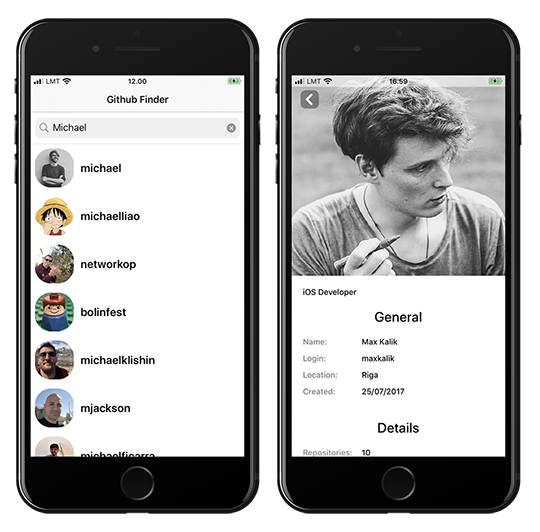 LMT 12.00
Github Finder
Michael
michael
michaelliao
networkop
bolinfest
michaelklishin
mjackson
michaelficarra
LMT 16:59
iOS Developer
General
Name: Max Kalik
Login: maxkalik
Location: Riga
Created: 25/07/2017
Details
Repositories: 10